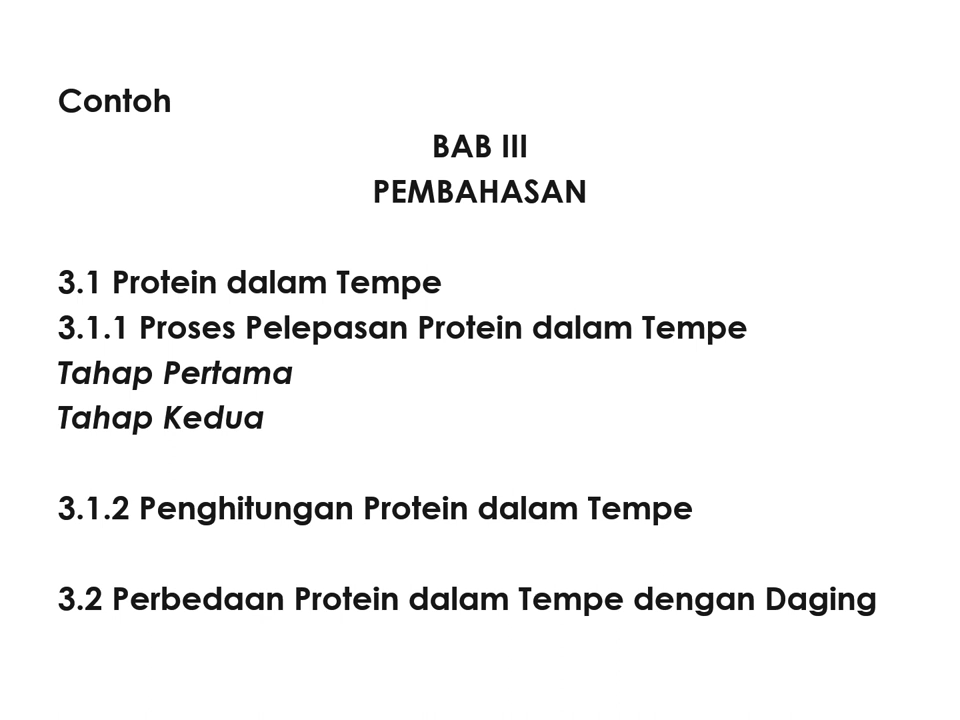 Contoh
BAB III
PEMBAHASAN
3.1 Protein dalam Tempe
3.1.1 Proses Pelepasan Protein dalam Tempe
Tahap Pertama
Tahap Kedua
3.1.2 Penghitungan Protein dalam Tempe
3.2 Perbedaan Protein dalam Tempe dengan Daging